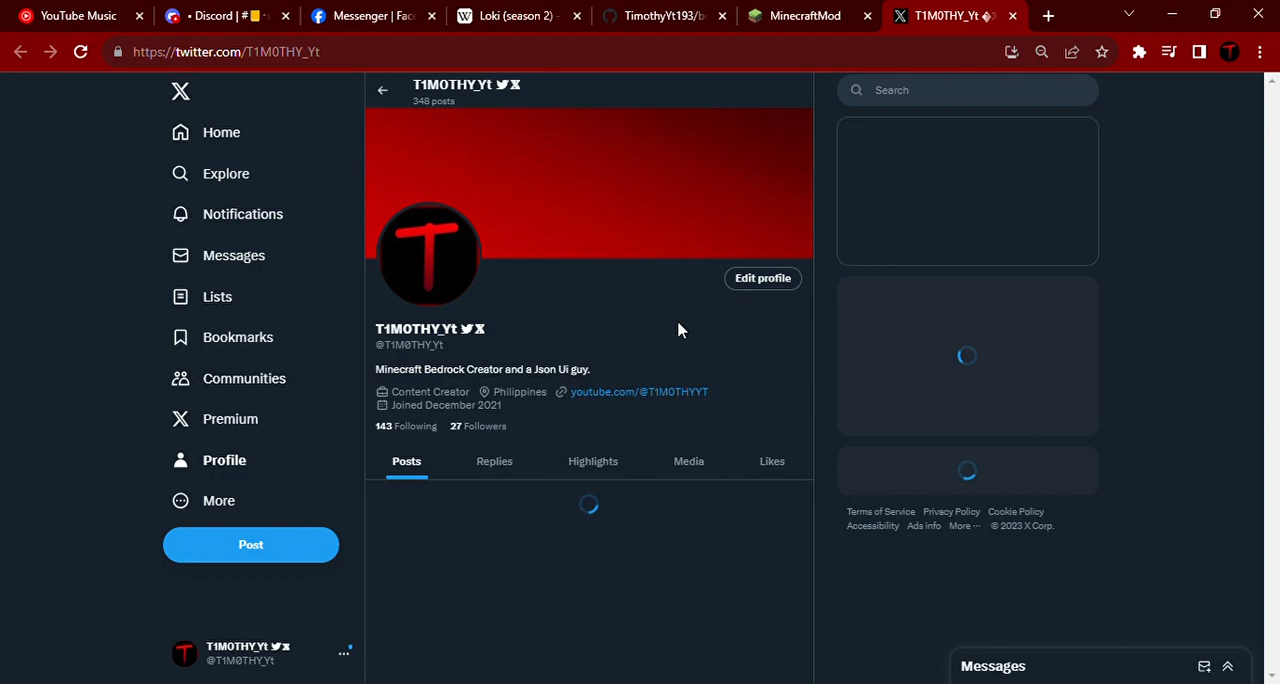 YouTube Music
• Discord | #
Messenger | Fac
Loki (season 2) -
TimothyYt193/b
MinecraftMod
T1M0THY_Yt
https://twitter.com/T1M0THY_Yt
T1M0THY_Yt
348 posts
Search
Home
Explore
Notifications
Messages
Lists
Bookmarks
Communities
Premium
Profile
More
Post
Edit profile
T1M0THY_Yt
@T1M0THY_Yt
Minecraft Bedrock Creator and a Json Ui guy.
Content Creator Philippines youtube.com/@T1M0THYYT
Joined December 2021
143 Following 27 Followers
Posts Replies Highlights Media Likes
Terms of Service Privacy Policy Cookie Policy
Accessibility Ads info More ··· © 2023 X Corp.
T1M0THY_Yt
@T1M0THY_Yt
Messages